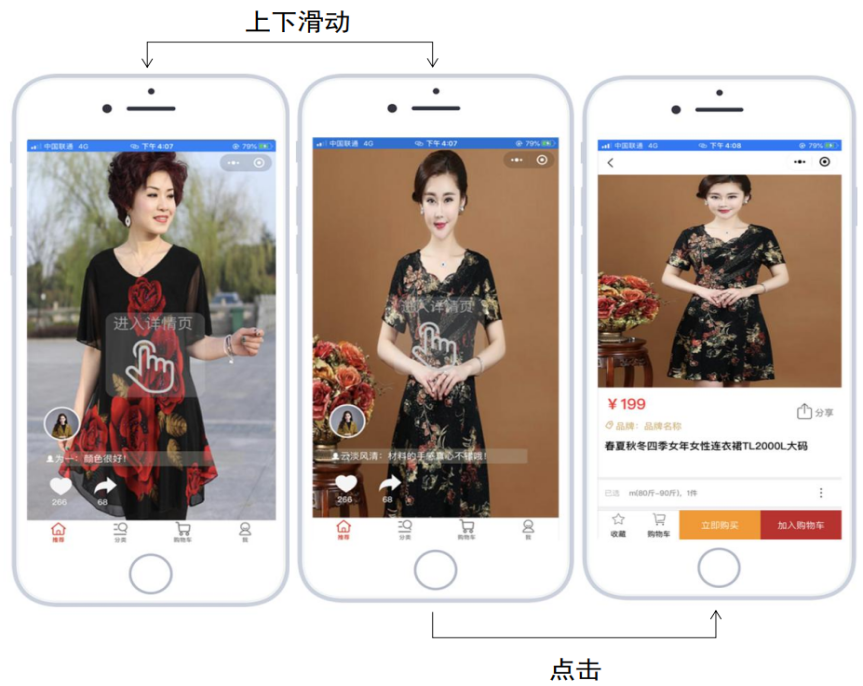 上下滑动
中国联通 4G 下午4:07 79%
进入详情页
为一：颜色很好!
266 68
推荐 分类 购物车 我
中国联通 4G 下午4:07 79%
进入详情页
云淡风清：材料的手感真心不错哦!
266 68
推荐 分类 购物车 我
中国联通 4G 下午4:08 79%
￥199
分享
品牌：品牌名称
春夏秋冬四季女年女性连衣裙TL2000L大码
已选 m(80斤~90斤)，1件
收藏 购物车 立即购买 加入购物车
点击